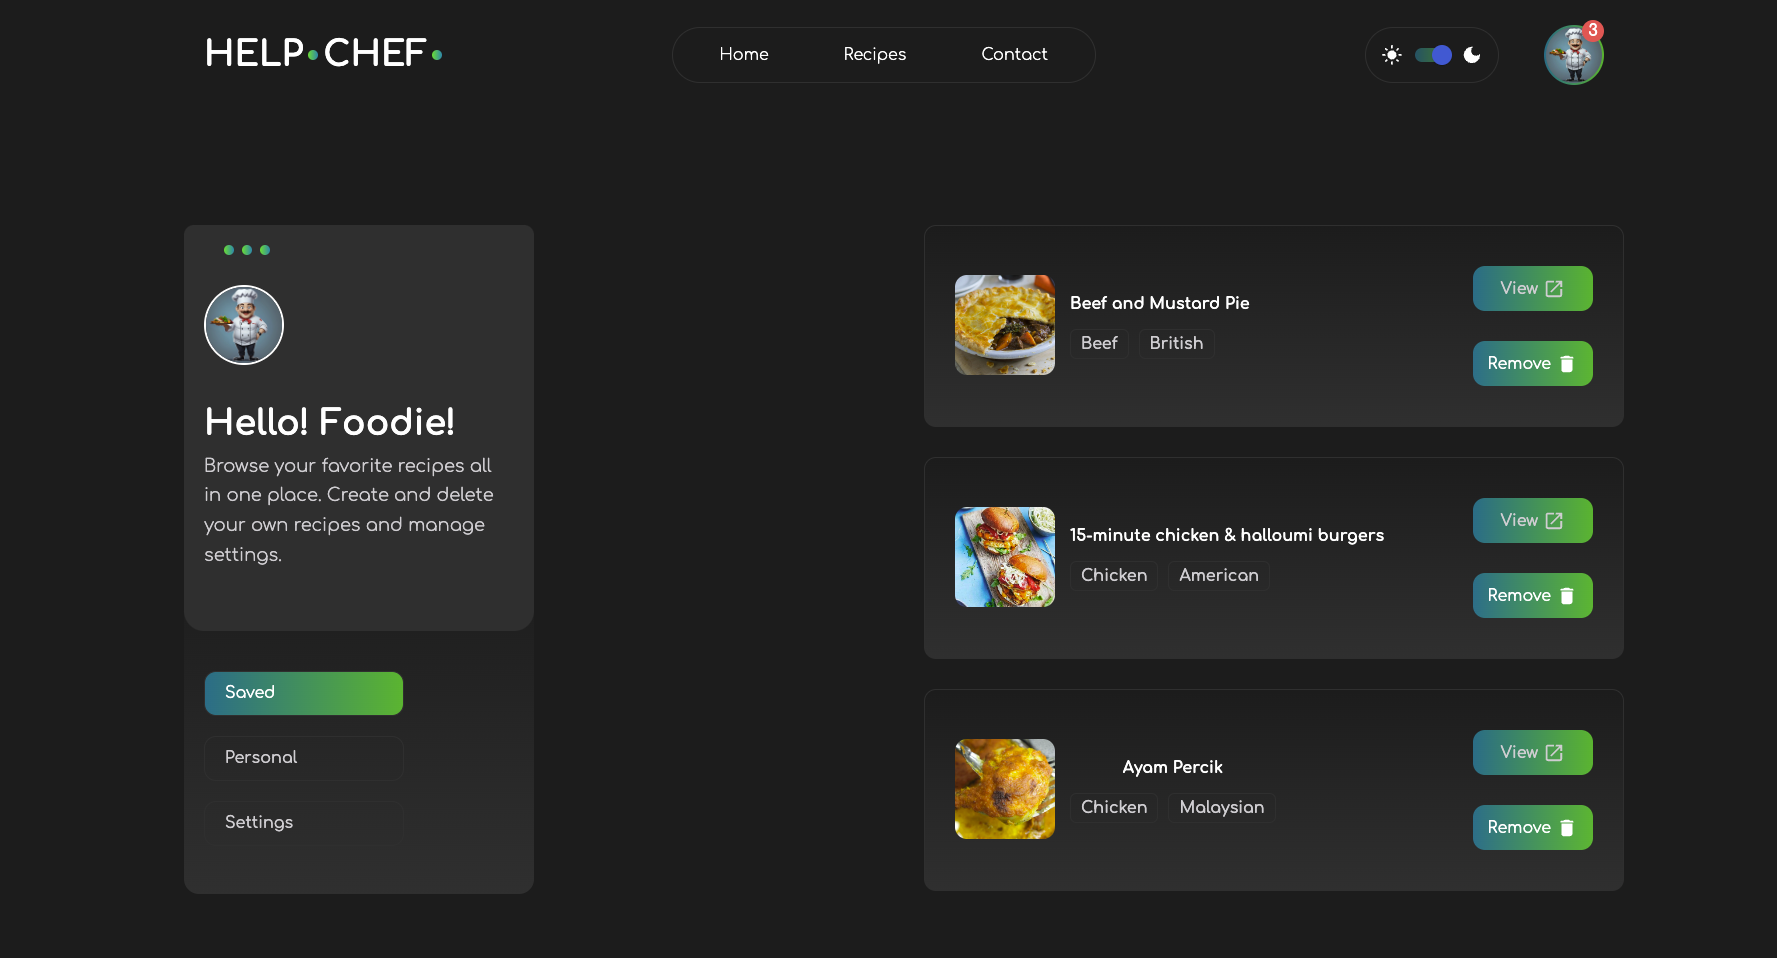 HELP•CHEF•
Home
Recipes
Contact
3
Hello! Foodie!
Browse your favorite recipes all
in one place. Create and delete
your own recipes and manage
settings.
Saved
Personal
Settings
Beef and Mustard Pie
Beef
British
View
Remove
15-minute chicken & halloumi burgers
Chicken
American
View
Remove
Ayam Percik
Chicken
Malaysian
View
Remove